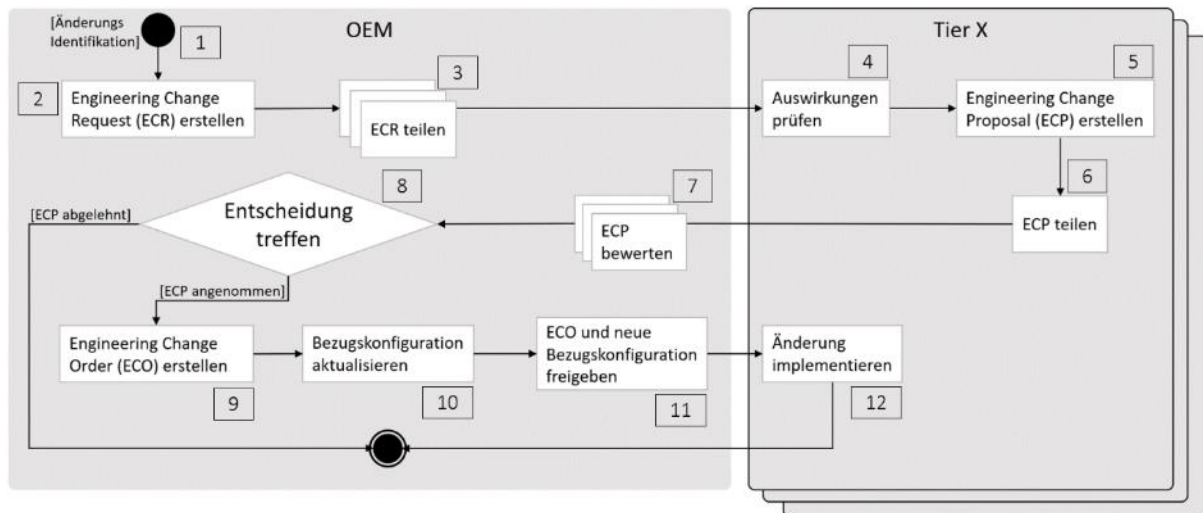 OEM
Tier X
[Änderungs
Identifikation]
1
2
Engineering Change
Request (ECR) erstellen
3
ECR teilen
4
Auswirkungen
prüfen
5
Engineering Change
Proposal (ECP) erstellen
6
ECP teilen
7
ECP
bewerten
8
Entscheidung
treffen
[ECP abgelehnt]
[ECP angenommen]
Engineering Change
Order (ECO) erstellen
9
Bezugskonfiguration
aktualisieren
10
ECO und neue
Bezugskonfiguration
freigeben
11
Änderung
implementieren
12